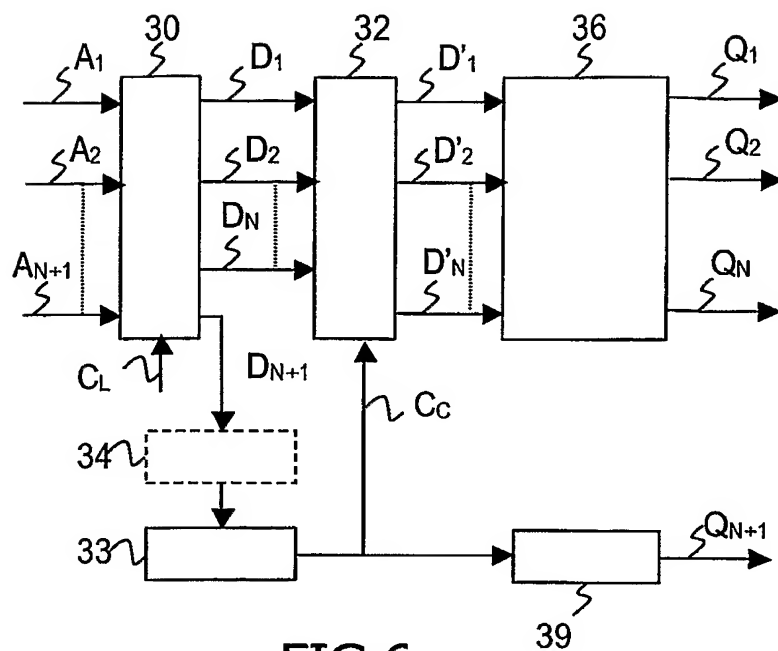 30 32 36
A1 D1 D'1 Q1
A2 D2 D'2 Q2
AN+1 DN D'N QN
CL DN+1 CC
34
33 QN+1
39
FIG 6